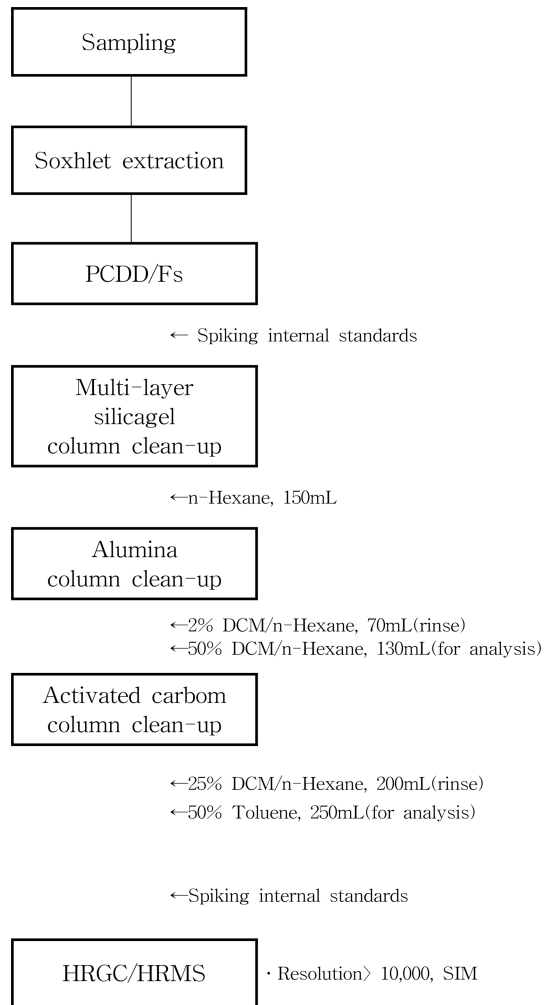 Sampling
Soxhlet extraction
PCDD/Fs
← Spiking internal standards
Multi-layer
silicagel
column clean-up
←n-Hexane, 150mL
Alumina
column clean-up
←2% DCM/n-Hexane, 70mL(rinse)
←50% DCM/n-Hexane, 130mL(for analysis)
Activated carbom
column clean-up
←25% DCM/n-Hexane, 200mL(rinse)
←50% Toluene, 250mL(for analysis)
←Spiking internal standards
HRGC/HRMS
· Resolution〉 10,000, SIM